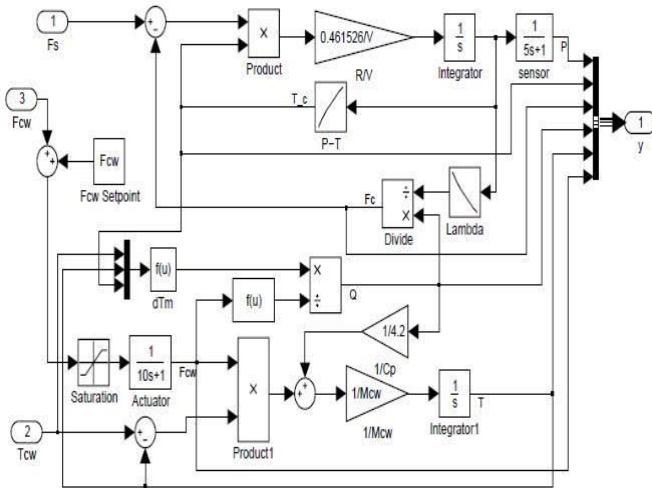 1
Fs
+
−
×
Product
0.461526/V
R/V
1
s
Integrator
1
5s+1
sensor
P
1
y
3
Fcw
T_c
P−T
+
+
Fcw
Fcw Setpoint
Fc
÷
×
Divide
Lambda
f(u)
dTm
×
÷
Q
f(u)
1/4.2
1/Cp
Saturation
1
10s+1
Actuator
Fcw
×
Product1
+
+
1/Mcw
1/Mcw
1
s
Integrator1
T
2
Tcw
+
−